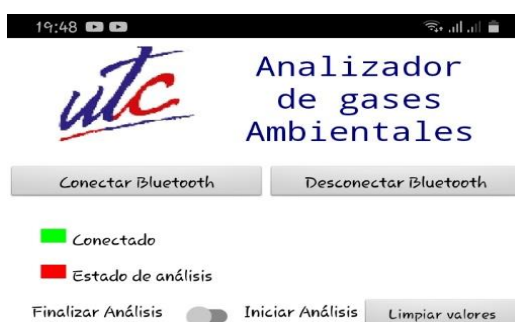 19:48
utc
Analizador
de gases
Ambientales
Conectar Bluetooth
Desconectar Bluetooth
Conectado
Estado de análisis
Finalizar Análisis
Iniciar Análisis
Limpiar valores